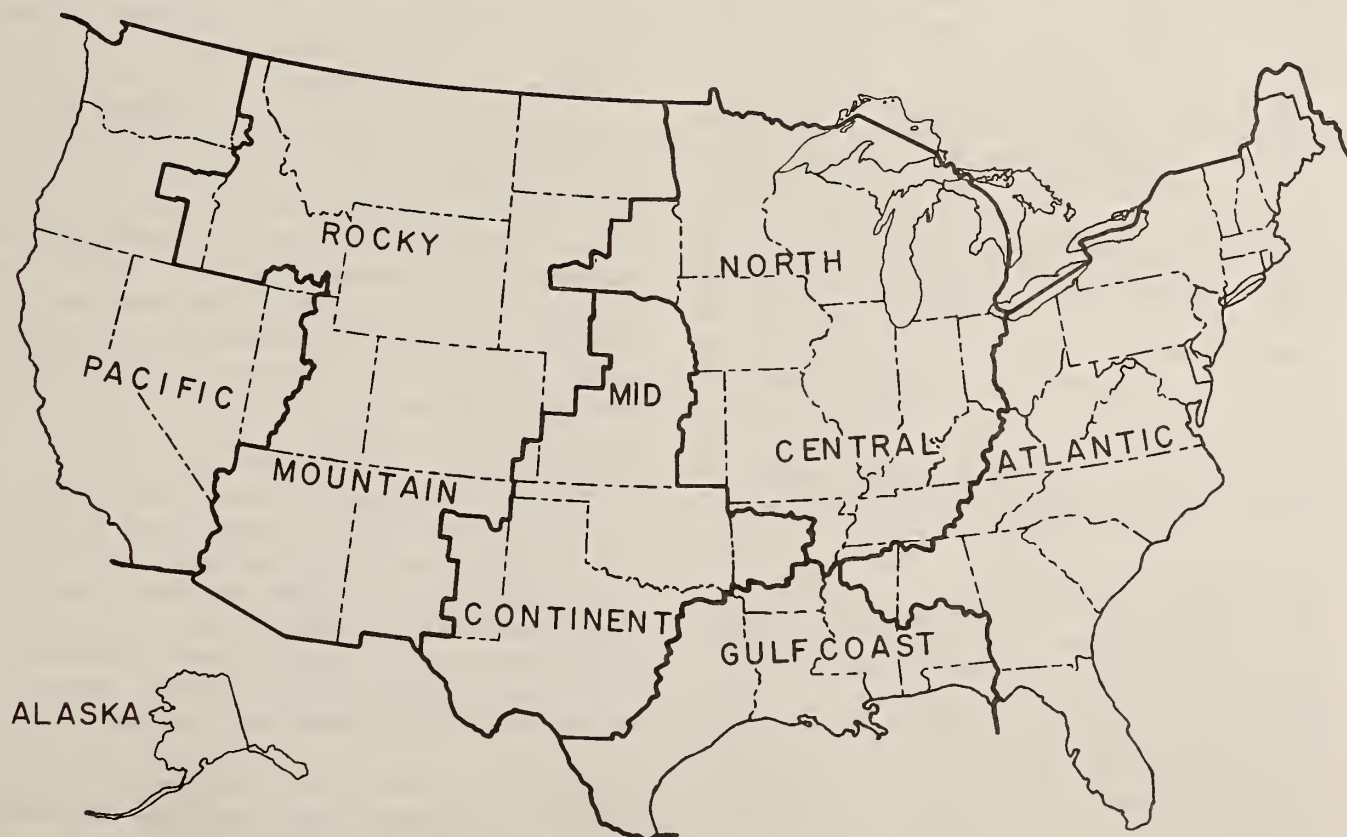 ROCKY
NORTH
PACIFIC
MID
CENTRAL
ATLANTIC
MOUNTAIN
CONTINENT
GULF COAST
ALASKA